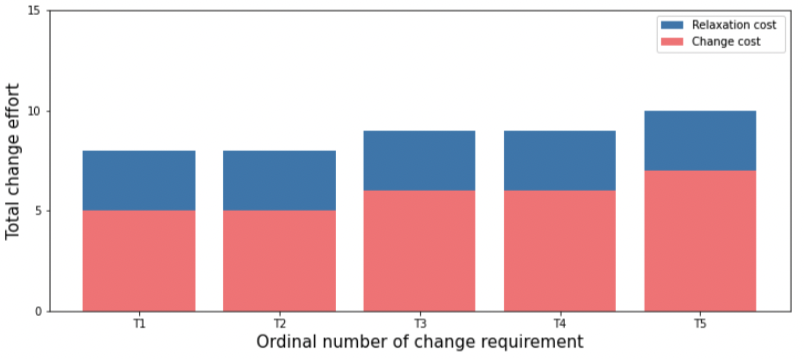 15
10
5
0
Total change effort
Relaxation cost
Change cost
T1 T2 T3 T4 T5
Ordinal number of change requirement